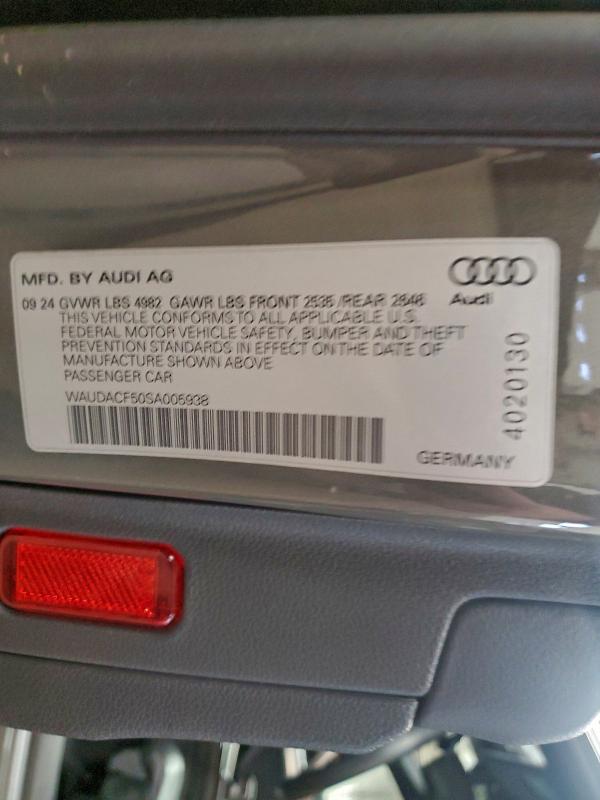 MFD. BY AUDI AG
Audi
09 24 GVWR LBS 4982 GAWR LBS FRONT 2535 /REAR 2646
THIS VEHICLE CONFORMS TO ALL APPLICABLE U.S.
FEDERAL MOTOR VEHICLE SAFETY, BUMPER AND THEFT
PREVENTION STANDARDS IN EFFECT ON THE DATE OF
MANUFACTURE SHOWN ABOVE
PASSENGER CAR
WAUDACF50SA005938
GERMANY
4020130